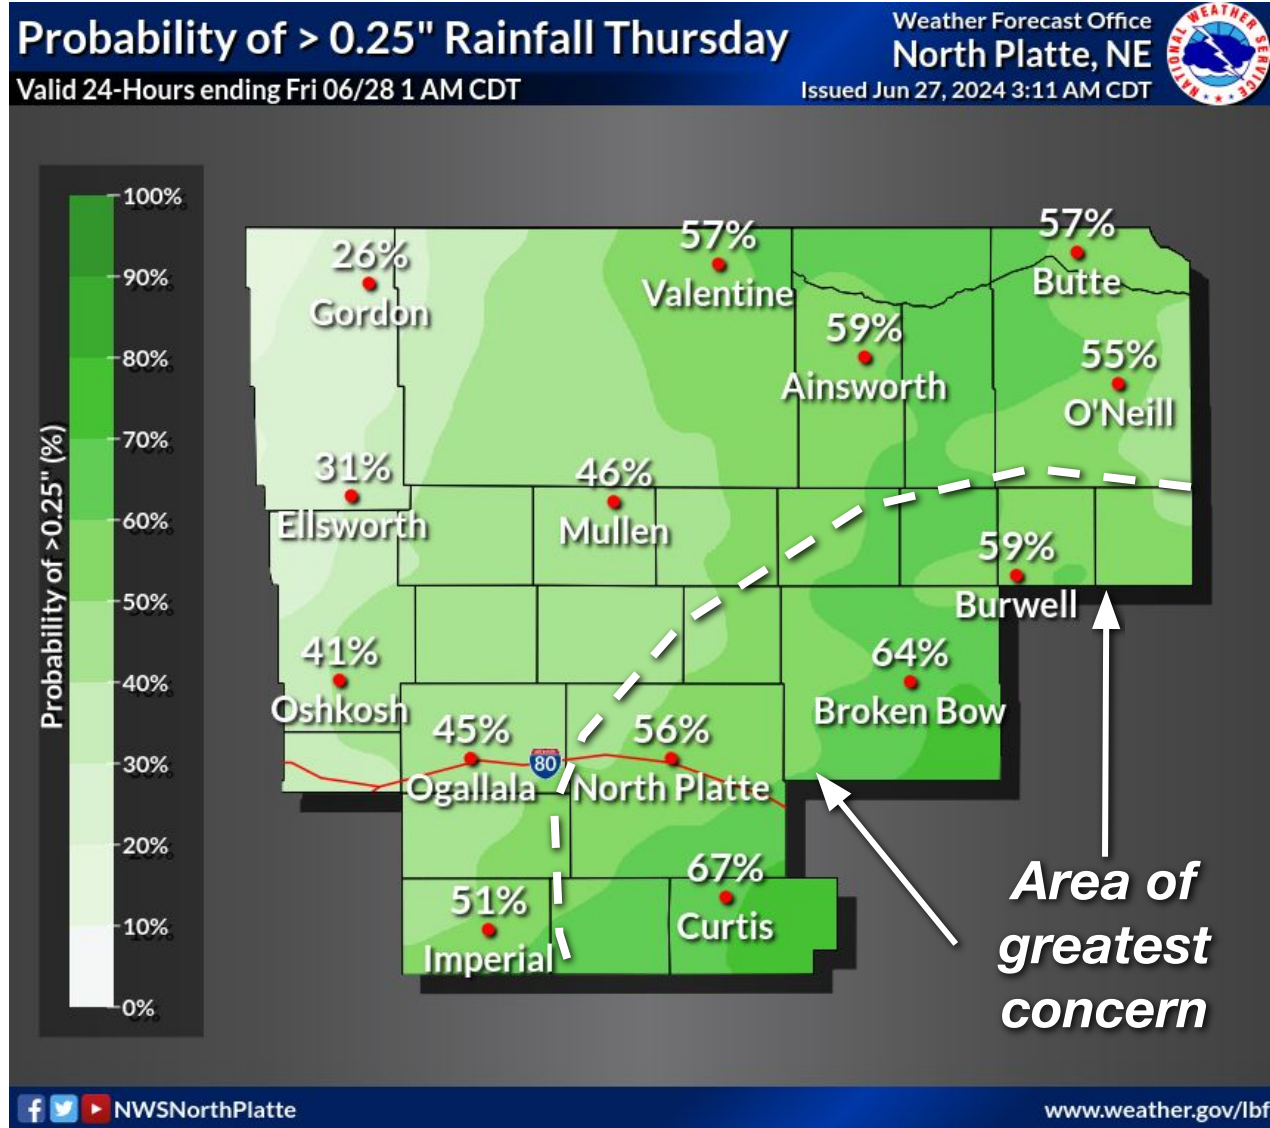 Probability of > 0.25" Rainfall Thursday
Valid 24-Hours ending Fri 06/28 1 AM CDT
Weather Forecast Office
North Platte, NE
Issued Jun 27, 2024 3:11 AM CDT
NATIONAL WEATHER SERVICE
Probability of >0.25" (%)
100%
90%
80%
70%
60%
50%
40%
30%
20%
10%
0%
26%
Gordon
57%
Valentine
57%
Butte
59%
Ainsworth
55%
O'Neill
31%
Ellsworth
46%
Mullen
59%
Burwell
41%
Oshkosh
64%
Broken Bow
45%
Ogallala
80
56%
North Platte
51%
Imperial
67%
Curtis
Area of
greatest
concern
NWSNorthPlatte
www.weather.gov/lbf